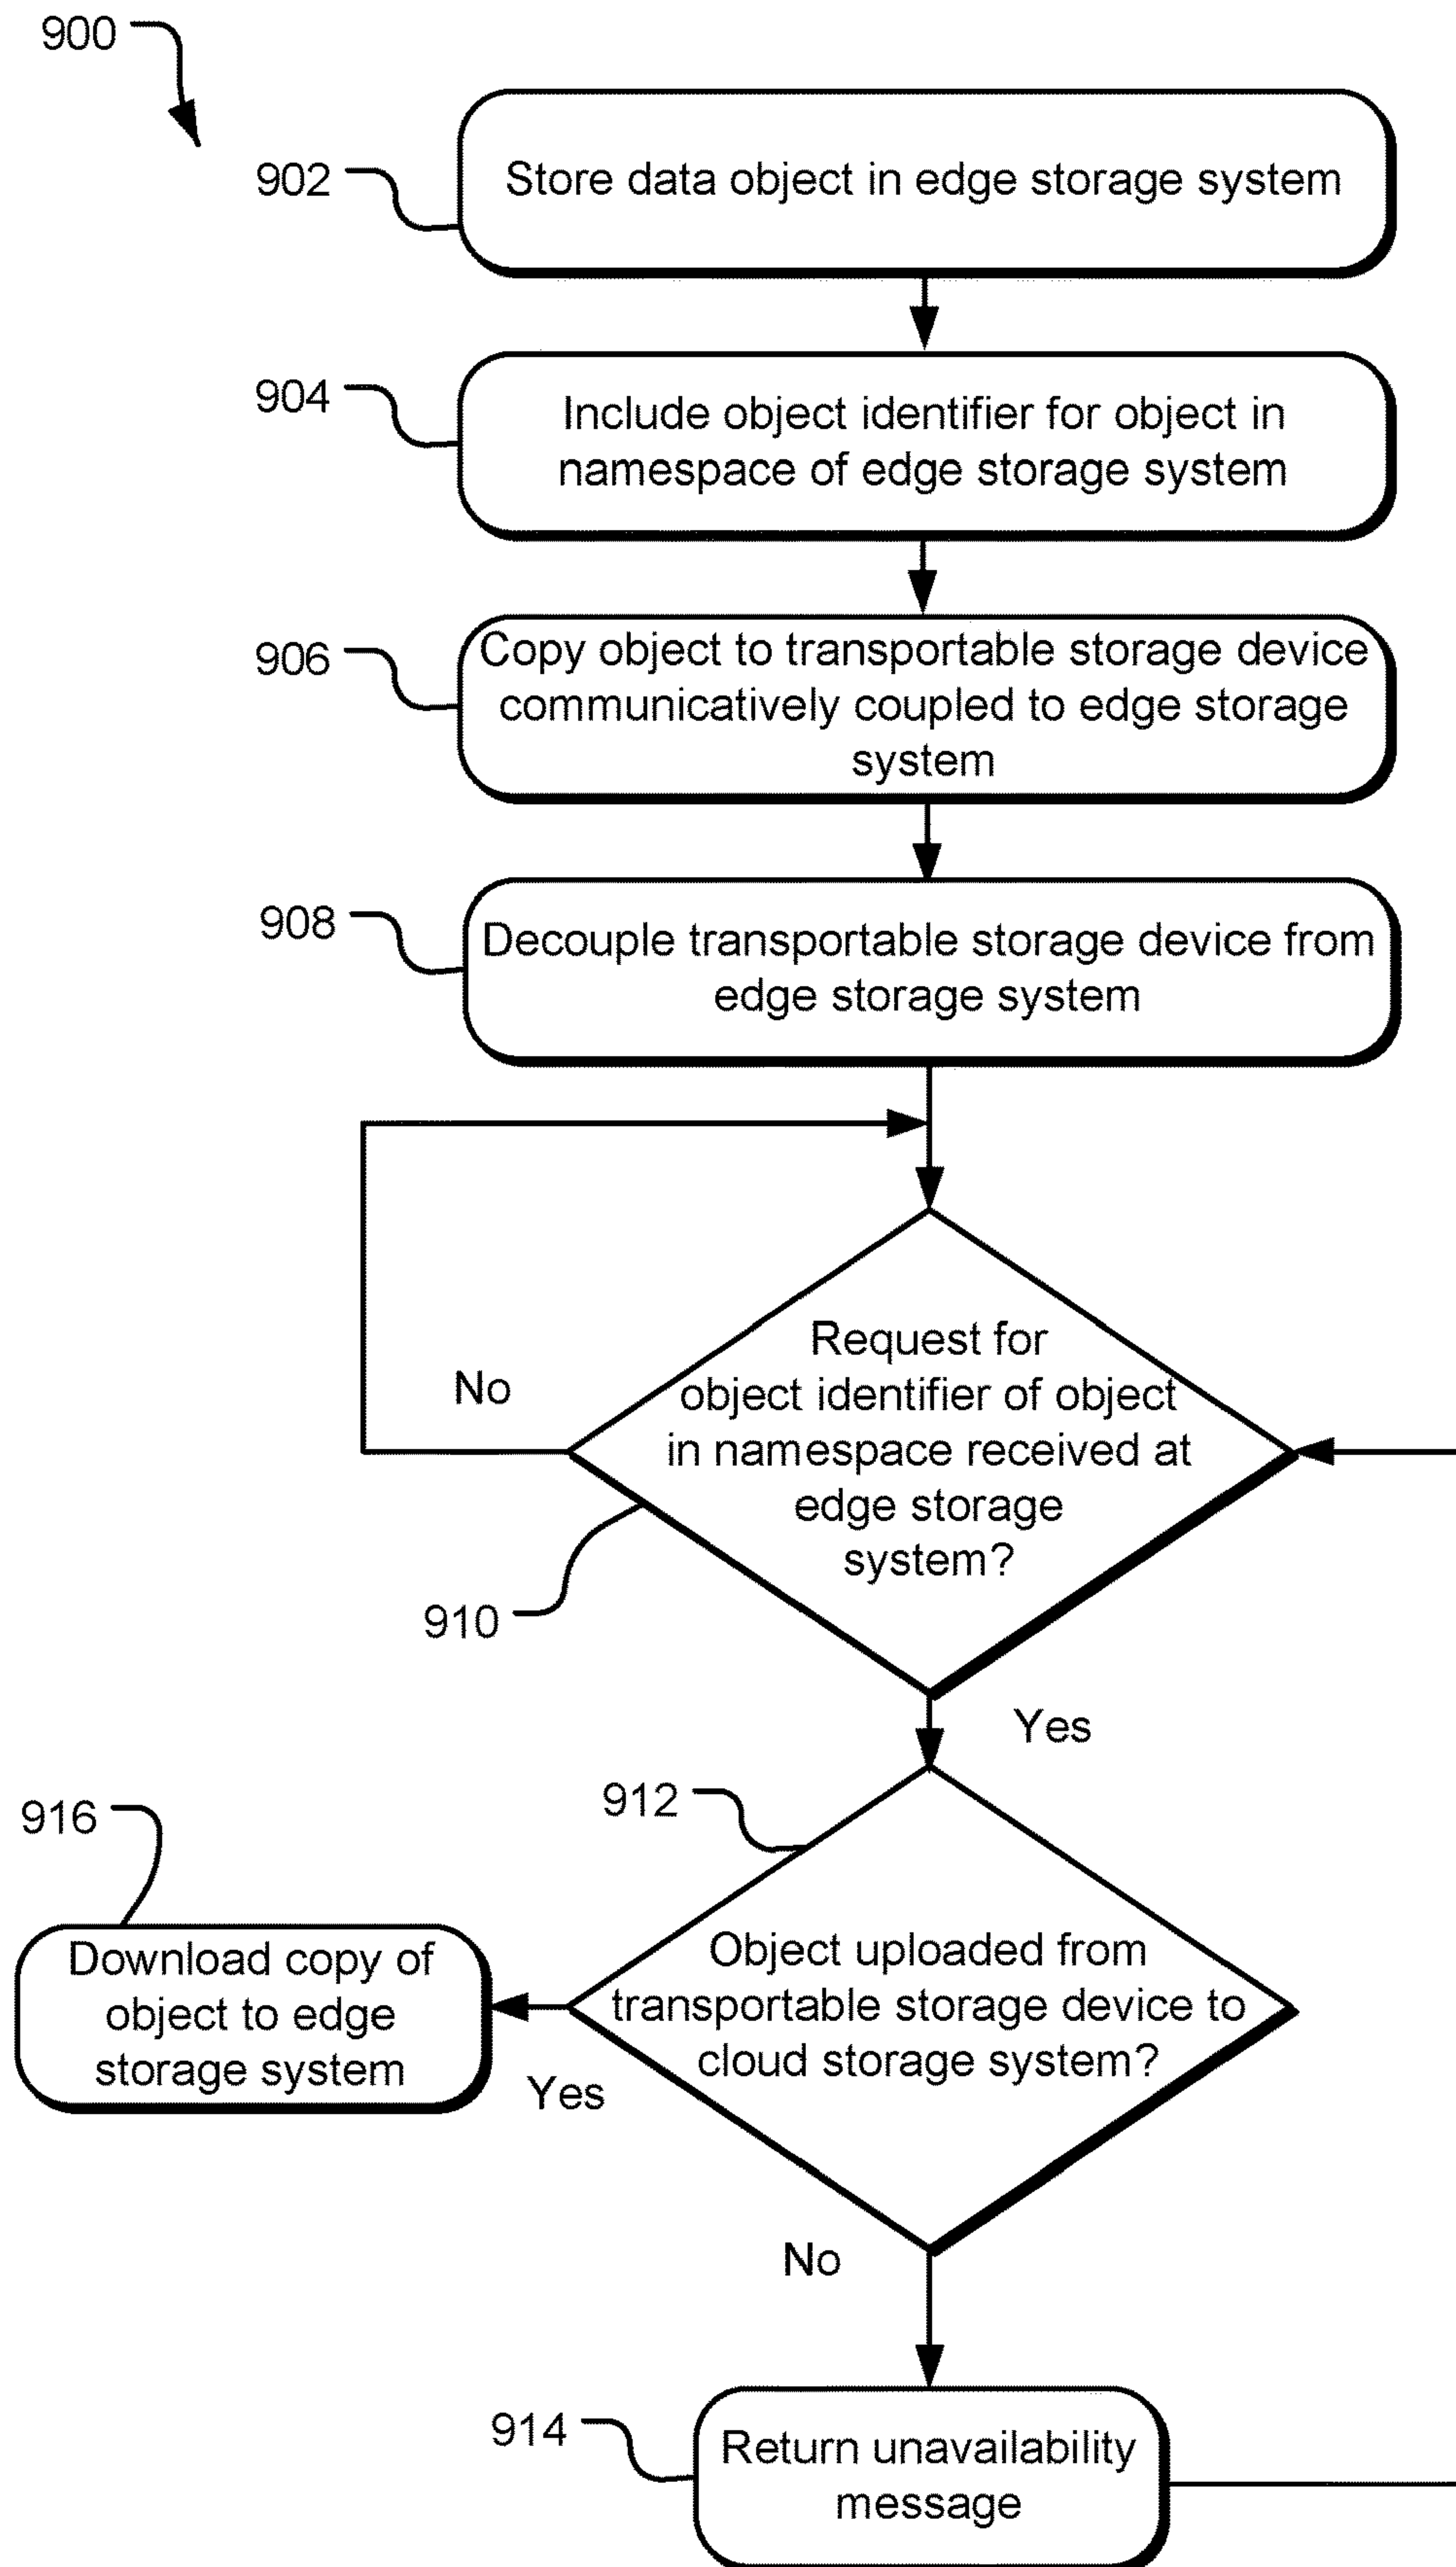 900
902
Store data object in edge storage system
904
Include object identifier for object in
namespace of edge storage system
906
Copy object to transportable storage device
communicatively coupled to edge storage
system
908
Decouple transportable storage device from
edge storage system
No
Request for
object identifier of object
in namespace received at
edge storage
system?
910
Yes
912
916
Object uploaded from
transportable storage device to
cloud storage system?
Download copy of
object to edge
storage system
Yes
No
914
Return unavailability
message